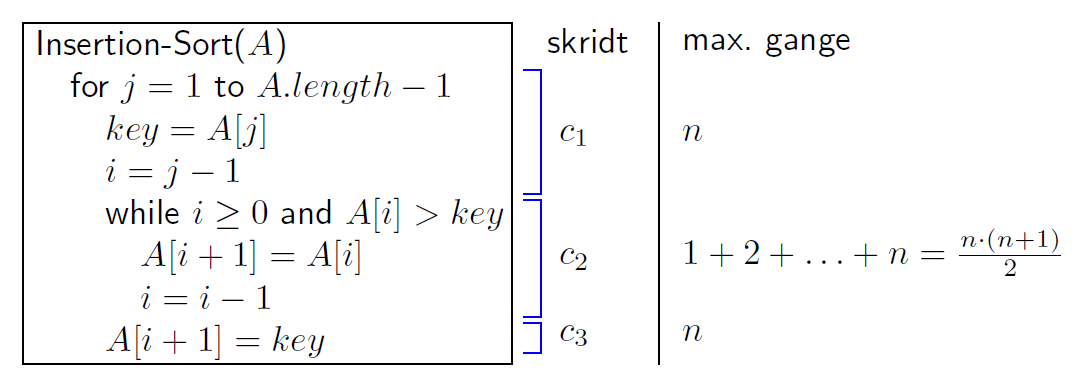 Insertion-Sort(A) skridt max. gange
for j = 1 to A.length − 1
key = A[j] c₁ n
i = j − 1
while i ≥ 0 and A[i] > key
A[i + 1] = A[i] c₂ 1 + 2 + … + n = n·(n+1)/2
i = i − 1
A[i + 1] = key c₃ n